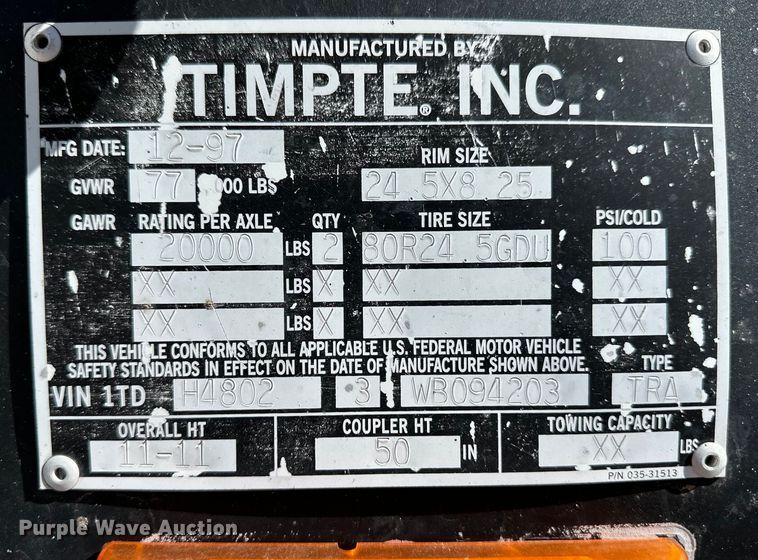 MANUFACTURED BY
TIMPTE® INC.
MFG DATE: 12-97 RIM SIZE
GVWR 77 ,000 LBS 24 5X8 25
GAWR RATING PER AXLE QTY TIRE SIZE PSI/COLD
20000 LBS 2 80R24 5GDU 100
XX LBS X XX XX
XX LBS X XX XX
THIS VEHICLE CONFORMS TO ALL APPLICABLE U.S. FEDERAL MOTOR VEHICLE
SAFETY STANDARDS IN EFFECT ON THE DATE OF MANUFACTURE SHOWN ABOVE. TYPE
VIN 1TD H4802 3 WB094203 TRA
OVERALL HT COUPLER HT TOWING CAPACITY
11-11 50 IN XX LBS
P/N 035-31513
Purple Wave Auction